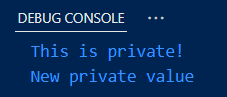 DEBUG CONSOLE ···
This is private!
New private value